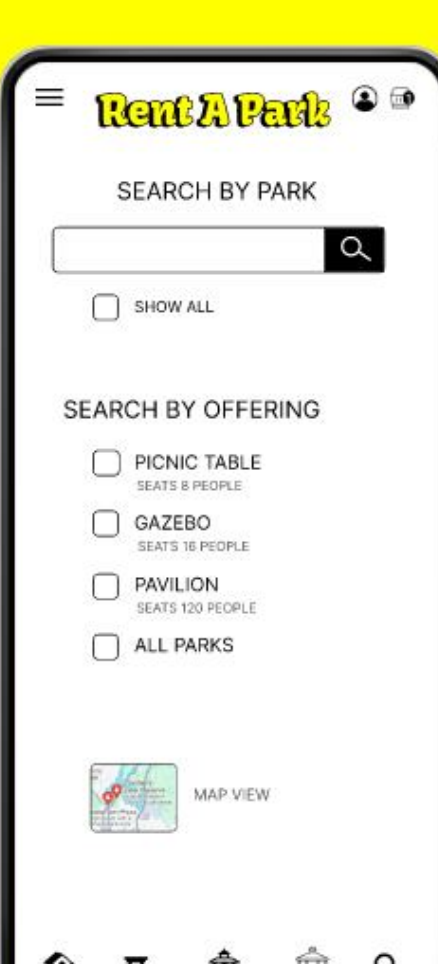 Rent A Park
SEARCH BY PARK
SHOW ALL
SEARCH BY OFFERING
PICNIC TABLE
SEATS 8 PEOPLE
GAZEBO
SEATS 16 PEOPLE
PAVILION
SEATS 120 PEOPLE
ALL PARKS
MAP VIEW